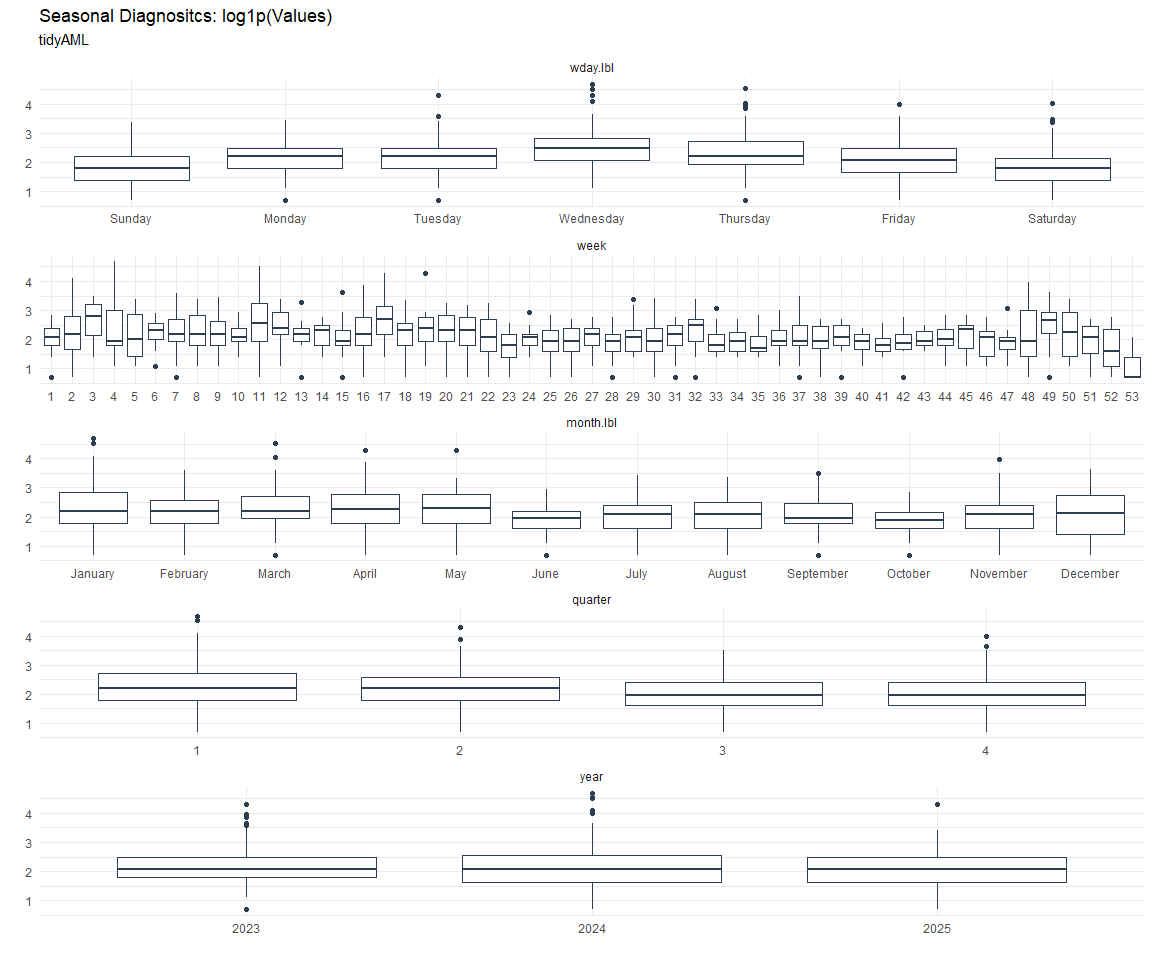 Seasonal Diagnositcs: log1p(Values)
tidyAML
wday.lbl
4
3
2
1
Sunday Monday Tuesday Wednesday Thursday Friday Saturday
week
4
3
2
1
1 2 3 4 5 6 7 8 9 10 11 12 13 14 15 16 17 18 19 20 21 22 23 24 25 26 27 28 29 30 31 32 33 34 35 36 37 38 39 40 41 42 43 44 45 46 47 48 49 50 51 52 53
month.lbl
4
3
2
1
January February March April May June July August September October November December
quarter
4
3
2
1
1 2 3 4
year
4
3
2
1
2023 2024 2025